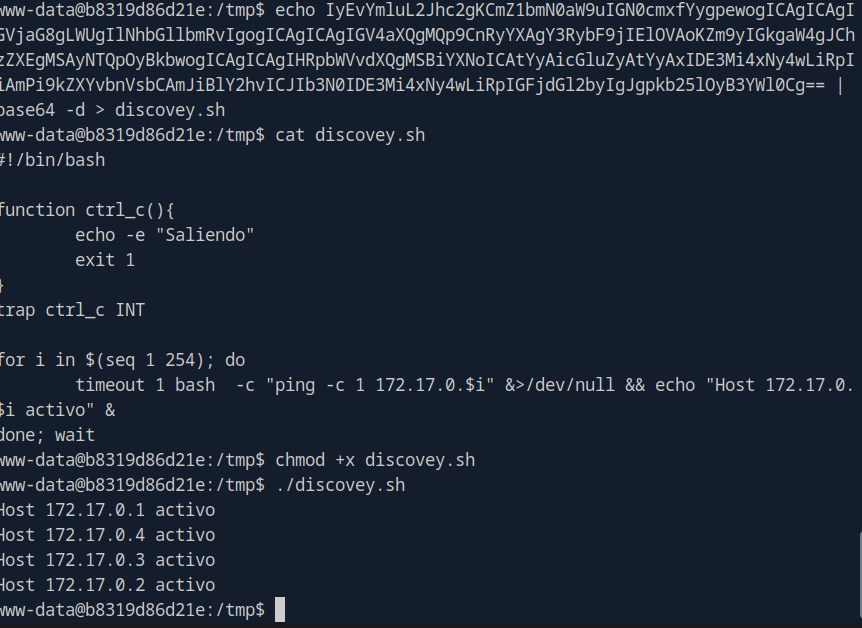 www-data@b8319d86d21e:/tmp$ echo IyEvYmluL2Jhc2gKCmZ1bmN0aW9uIGN0cmxfYygpewogICAgICAgI
GVjaG8gLWUgIlNhbGllbmRvIgogICAgICAgIGV4aXQgMQp9CnRyYXAgY3RybF9jIElOVAoKZm9yIGkgaW4gJCh
zZXEgMSAyNTQpOyBkbwogICAgICAgIHRpbWVvdXQgMSBiYXNoICAtYyAicGluZyAtYyAxIDE3Mi4xNy4wLiRpI
iAmPi9kZXYvbnVsbCAmJiBlY2hvICJIb3N0IDE3Mi4xNy4wLiRpIGFjdGl2byIgJgpkb25lOyB3YWl0Cg== |
base64 -d > discovey.sh
www-data@b8319d86d21e:/tmp$ cat discovey.sh
#!/bin/bash
function ctrl_c(){
echo -e "Saliendo"
exit 1
}
trap ctrl_c INT
for i in $(seq 1 254); do
timeout 1 bash  -c "ping -c 1 172.17.0.$i" &>/dev/null && echo "Host 172.17.0.
$i activo" &
done; wait
www-data@b8319d86d21e:/tmp$ chmod +x discovey.sh
www-data@b8319d86d21e:/tmp$ ./discovey.sh
Host 172.17.0.1 activo
Host 172.17.0.4 activo
Host 172.17.0.3 activo
Host 172.17.0.2 activo
www-data@b8319d86d21e:/tmp$